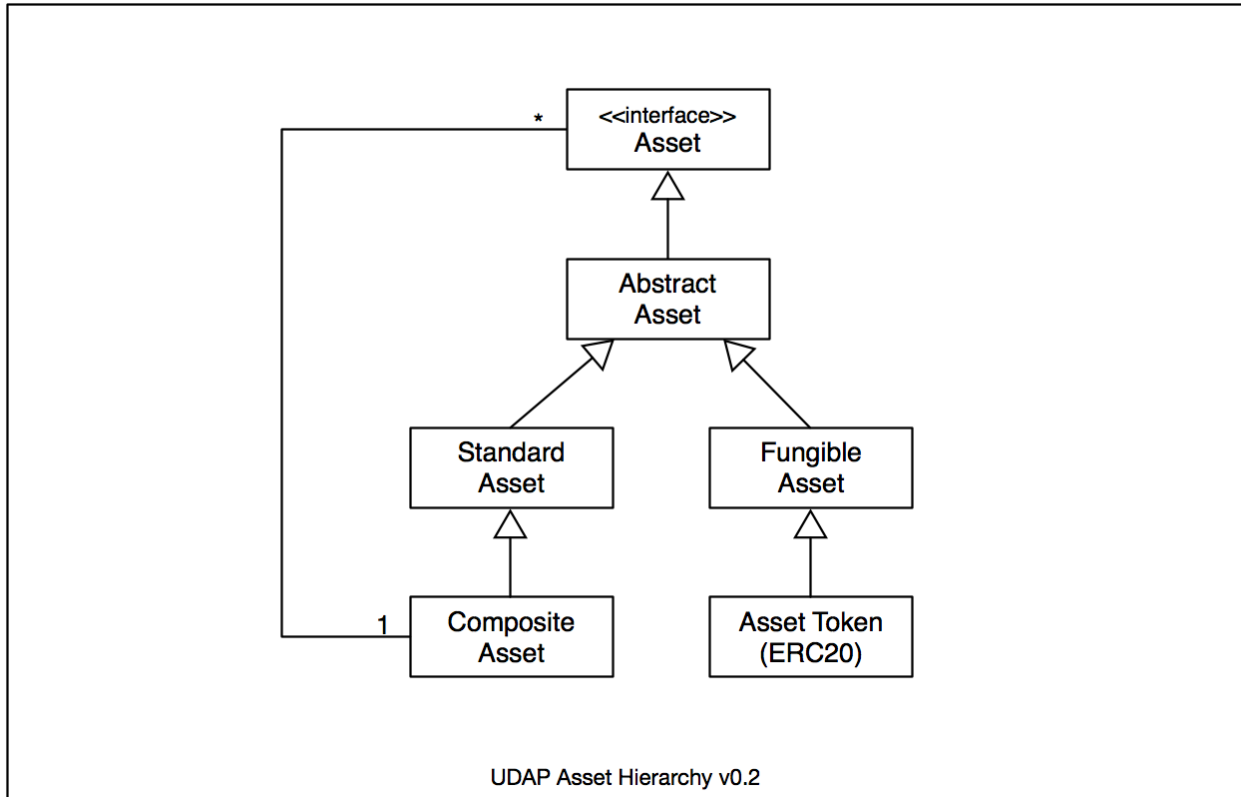 *
<<interface>>
Asset
Abstract
Asset
Standard
Asset
Fungible
Asset
1
Composite
Asset
Asset Token
(ERC20)
UDAP Asset Hierarchy v0.2